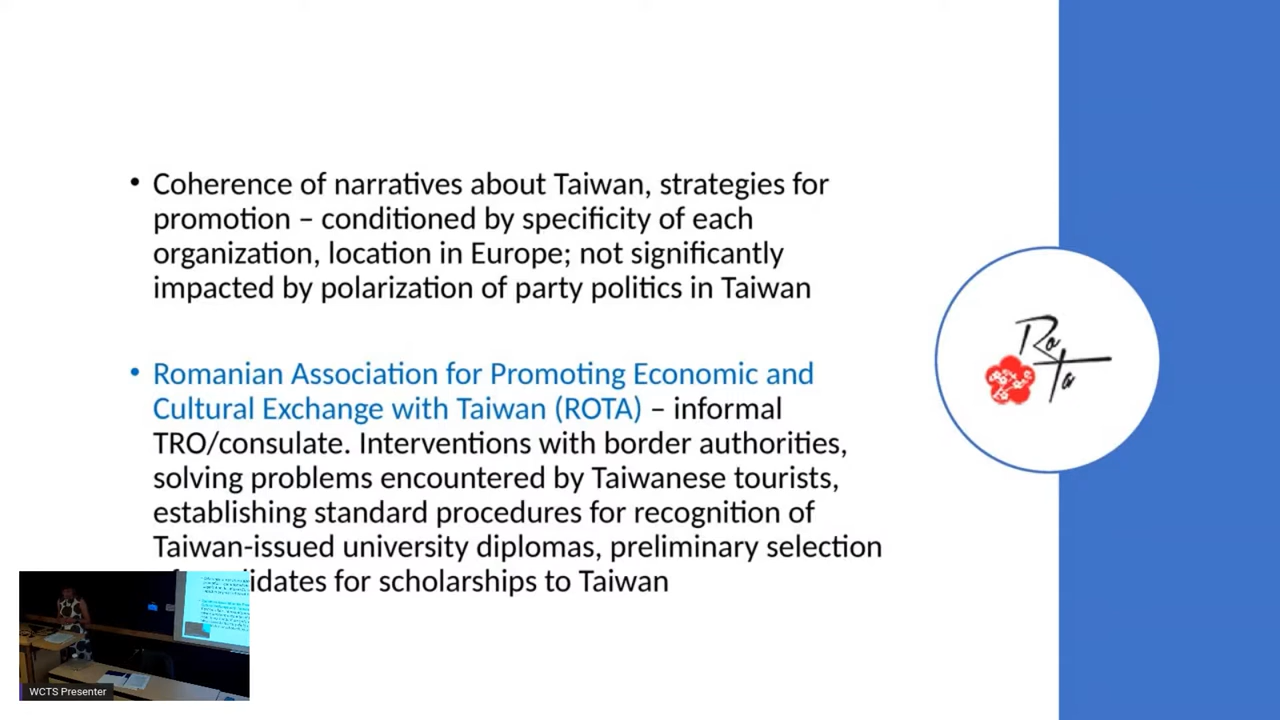 • Coherence of narratives about Taiwan, strategies for
promotion – conditioned by specificity of each
organization, location in Europe; not significantly
impacted by polarization of party politics in Taiwan
• Romanian Association for Promoting Economic and
Cultural Exchange with Taiwan (ROTA) – informal
TRO/consulate. Interventions with border authorities,
solving problems encountered by Taiwanese tourists,
establishing standard procedures for recognition of
Taiwan-issued university diplomas, preliminary selection
for scholarships to Taiwan
Ro
Ta
WCTS Presenter